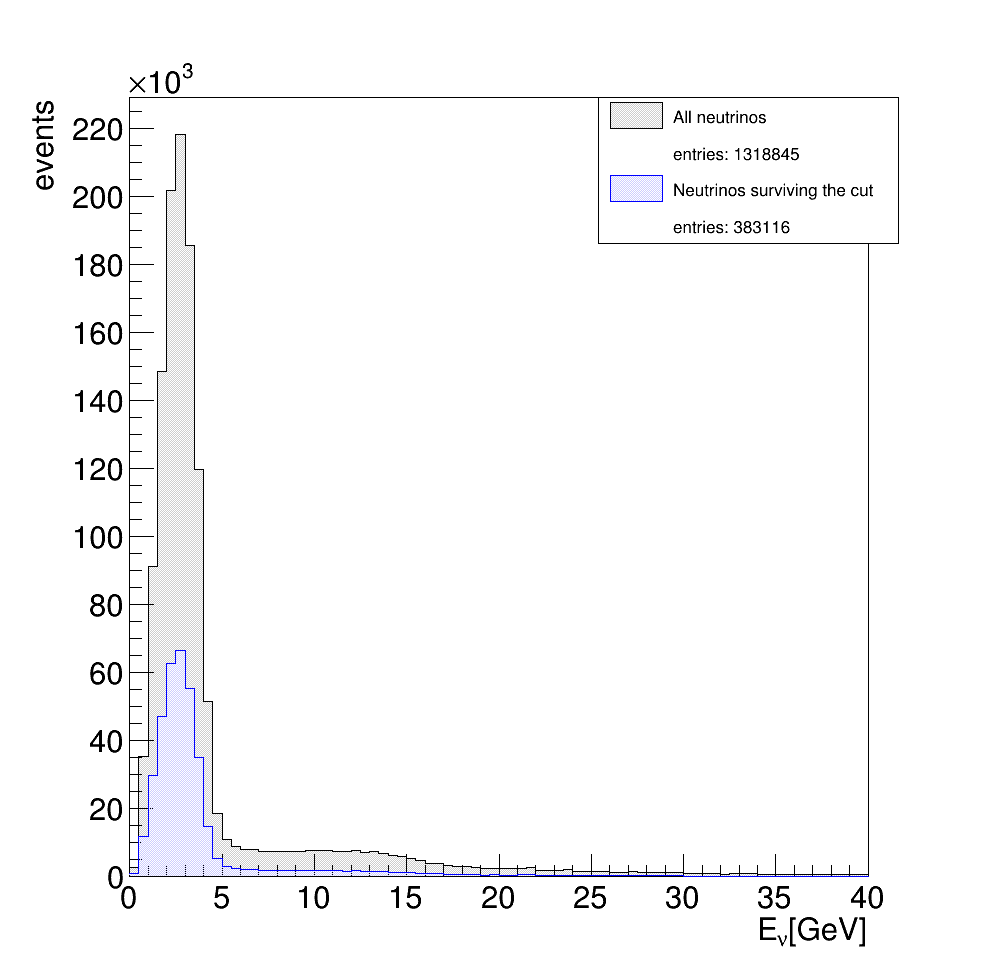 ×10³
events
220
200
180
160
140
120
100
80
60
40
20
0
All neutrinos
entries: 1318845
Neutrinos surviving the cut
entries: 383116
0 5 10 15 20 25 30 35 40
Eν[GeV]